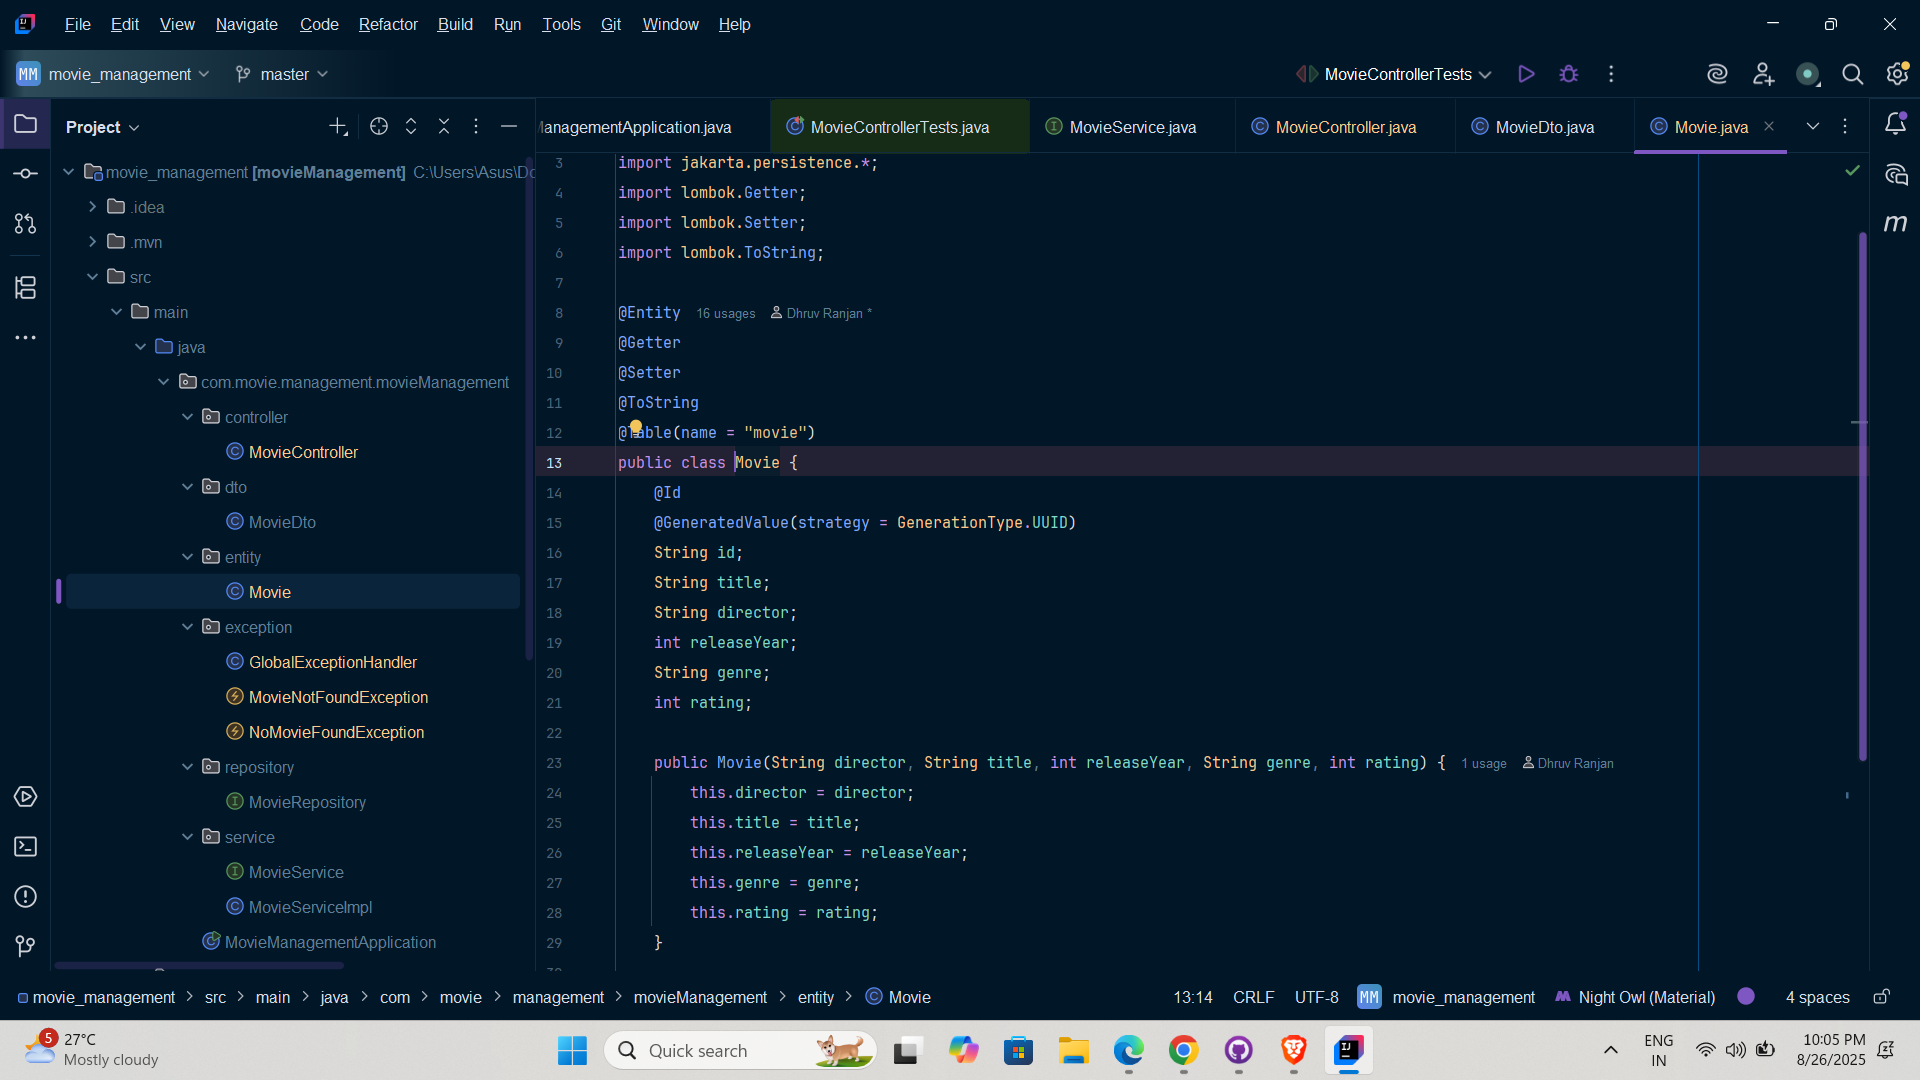 File Edit View Navigate Code Refactor Build Run Tools Git Window Help
MM movie_management master MovieControllerTests
Project
ManagementApplication.java MovieControllerTests.java MovieService.java MovieController.java MovieDto.java Movie.java
movie_management [movieManagement] C:\Users\Asus\Do
.idea
.mvn
src
main
java
com.movie.management.movieManagement
controller
MovieController
dto
MovieDto
entity
Movie
exception
GlobalExceptionHandler
MovieNotFoundException
NoMovieFoundException
repository
MovieRepository
service
MovieService
MovieServiceImpl
MovieManagementApplication
3 import jakarta.persistence.*;
4 import lombok.Getter;
5 import lombok.Setter;
6 import lombok.ToString;
7
8 @Entity 16 usages Dhruv Ranjan *
9 @Getter
10 @Setter
11 @ToString
12 @Table(name = "movie")
13 public class Movie {
14 @Id
15 @GeneratedValue(strategy = GenerationType.UUID)
16 String id;
17 String title;
18 String director;
19 int releaseYear;
20 String genre;
21 int rating;
22
23 public Movie(String director, String title, int releaseYear, String genre, int rating) { 1 usage Dhruv Ranjan
24 this.director = director;
25 this.title = title;
26 this.releaseYear = releaseYear;
27 this.genre = genre;
28 this.rating = rating;
29 }
movie_management > src > main > java > com > movie > management > movieManagement > entity > Movie
13:14 CRLF UTF-8 MM movie_management Night Owl (Material) 4 spaces
5 27°C
Mostly cloudy
Quick search
ENG
IN
10:05 PM
8/26/2025